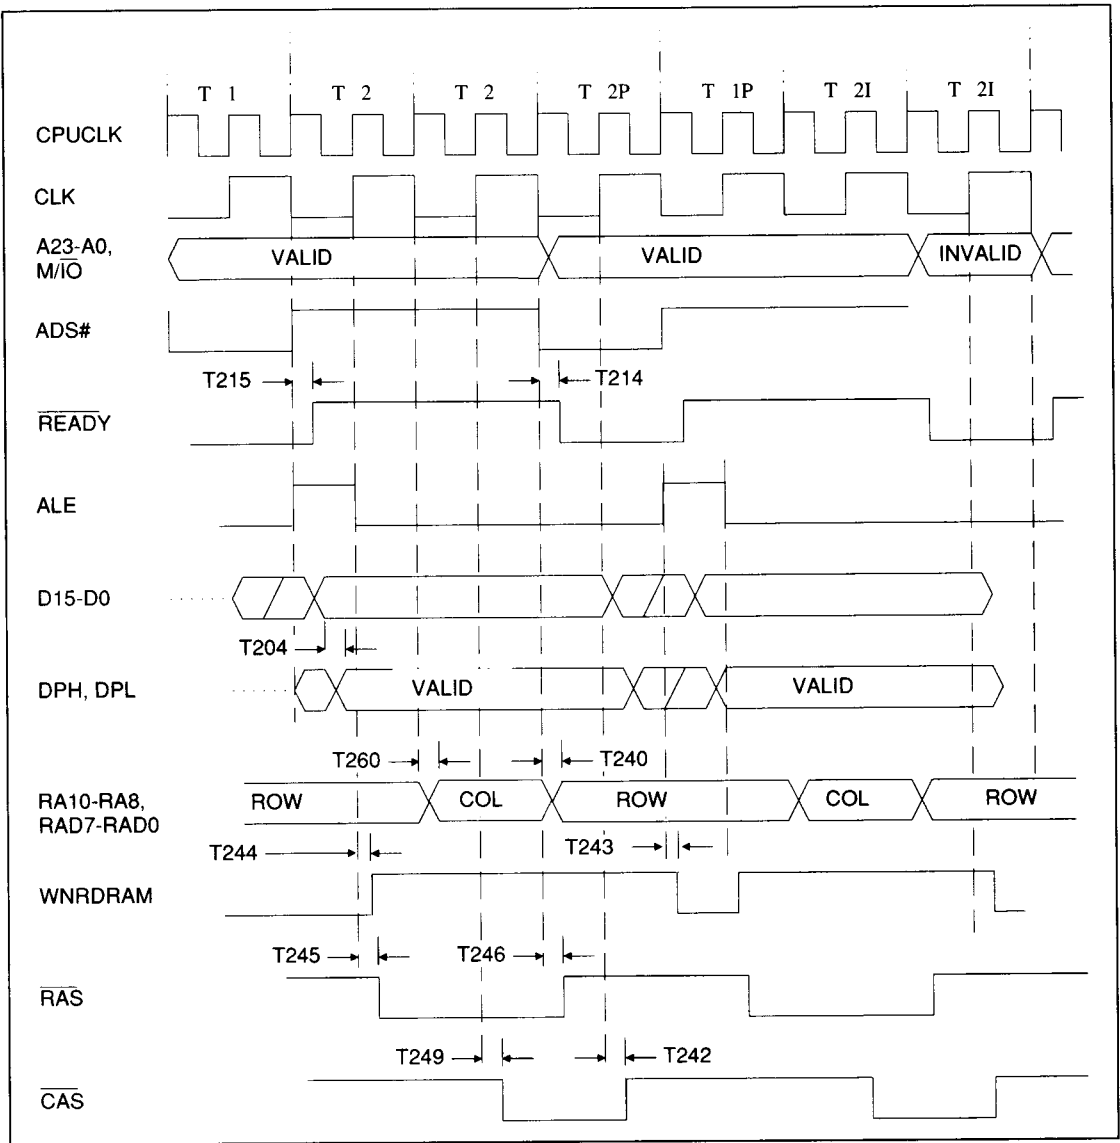 T 1 T 2 T 2 T 2P T 1P T 2I T 2I
CPUCLK
CLK
A23-A0,
M/IO
VALID VALID INVALID
ADS#
T215 T214
READY
ALE
D15-D0
T204
DPH, DPL VALID VALID
T260 T240
RA10-RA8,
RAD7-RAD0
ROW COL ROW COL ROW
T244 T243
WNRDRAM
T245 T246
RAS
T249 T242
CAS